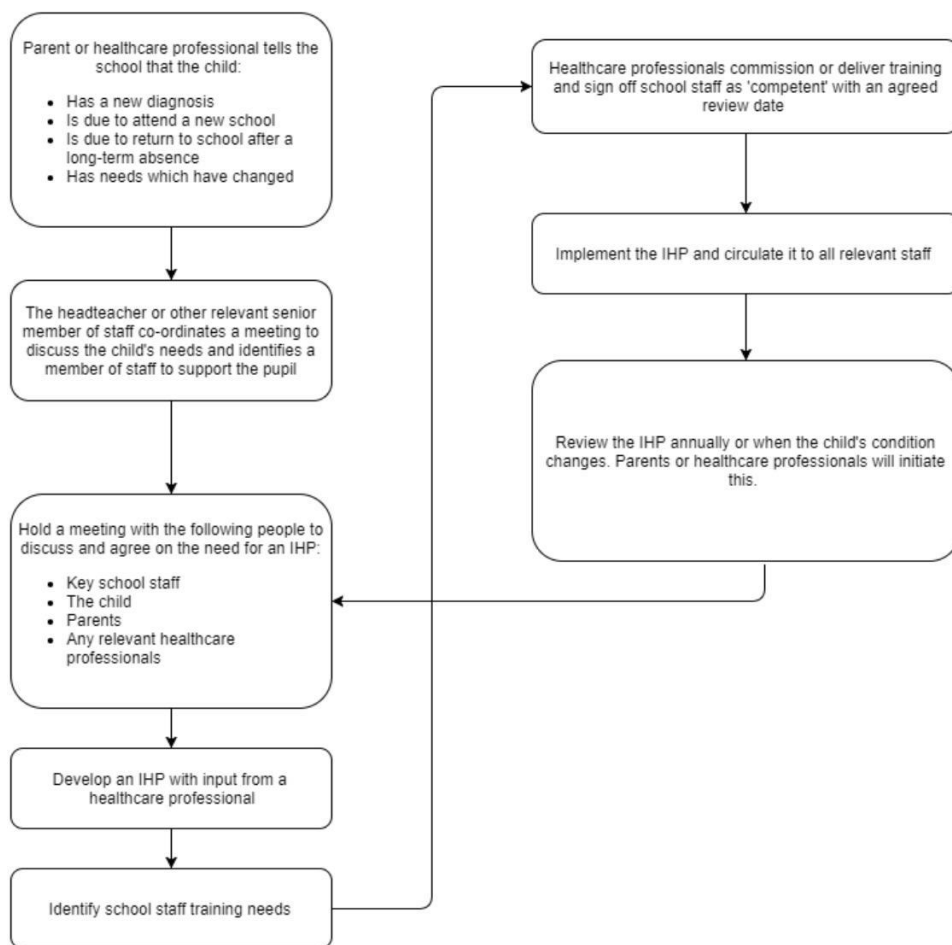 Parent or healthcare professional tells the
school that the child:
• Has a new diagnosis
• Is due to attend a new school
• Is due to return to school after a
long-term absence
• Has needs which have changed
The headteacher or other relevant senior
member of staff co-ordinates a meeting to
discuss the child's needs and identifies a
member of staff to support the pupil
Hold a meeting with the following people to
discuss and agree on the need for an IHP:
• Key school staff
• The child
• Parents
• Any relevant healthcare
professionals
Develop an IHP with input from a
healthcare professional
Identify school staff training needs
Healthcare professionals commission or deliver training
and sign off school staff as 'competent' with an agreed
review date
Implement the IHP and circulate it to all relevant staff
Review the IHP annually or when the child's condition
changes. Parents or healthcare professionals will initiate
this.